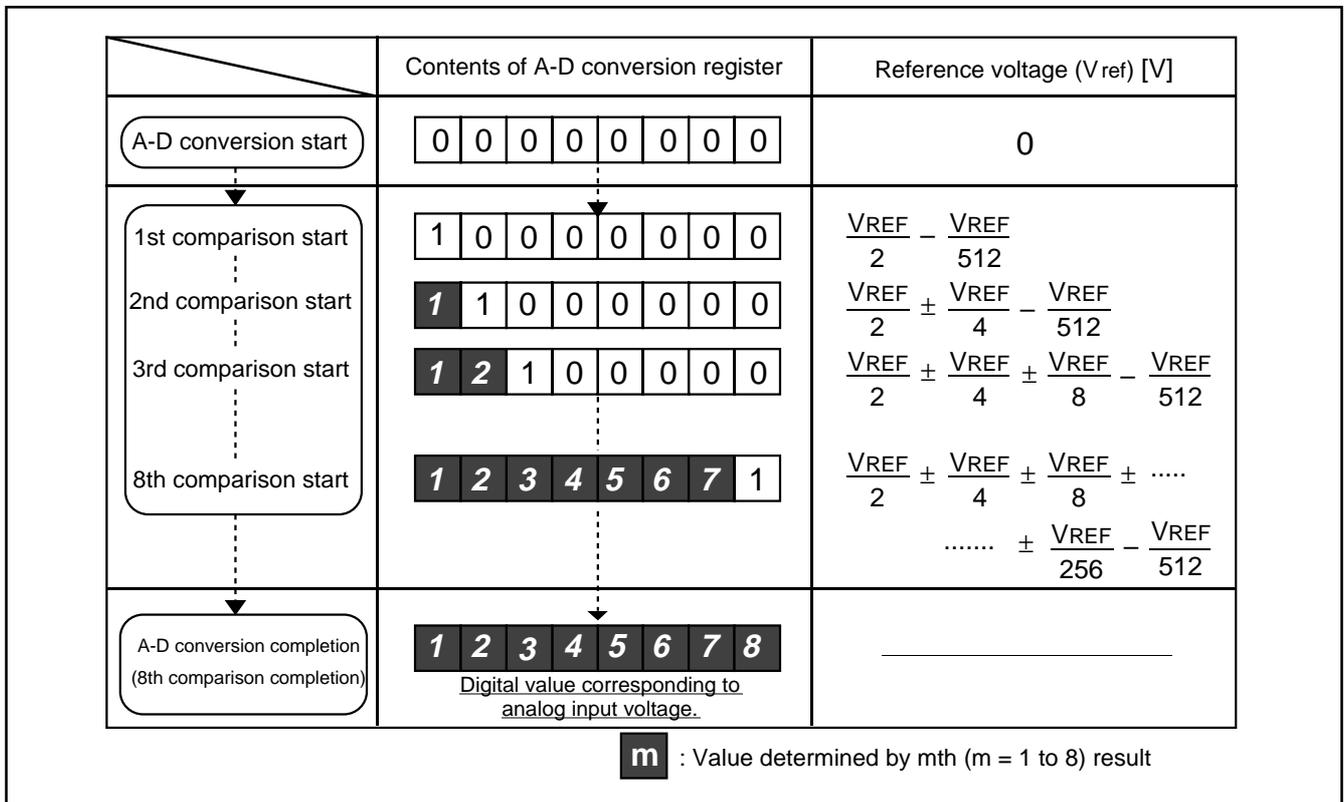 Contents of A-D conversion register Reference voltage (Vref) [V]
A-D conversion start 0 0 0 0 0 0 0 0 0
1st comparison start 1 0 0 0 0 0 0 0 VREF/2 – VREF/512
2nd comparison start 1 1 0 0 0 0 0 0 VREF/2 ± VREF/4 – VREF/512
3rd comparison start 1 2 1 0 0 0 0 0 VREF/2 ± VREF/4 ± VREF/8 – VREF/512
8th comparison start 1 2 3 4 5 6 7 1 VREF/2 ± VREF/4 ± VREF/8 ± .....
....... ± VREF/256 – VREF/512
A-D conversion completion
(8th comparison completion)
1 2 3 4 5 6 7 8
Digital value corresponding to
analog input voltage.
m : Value determined by mth (m = 1 to 8) result